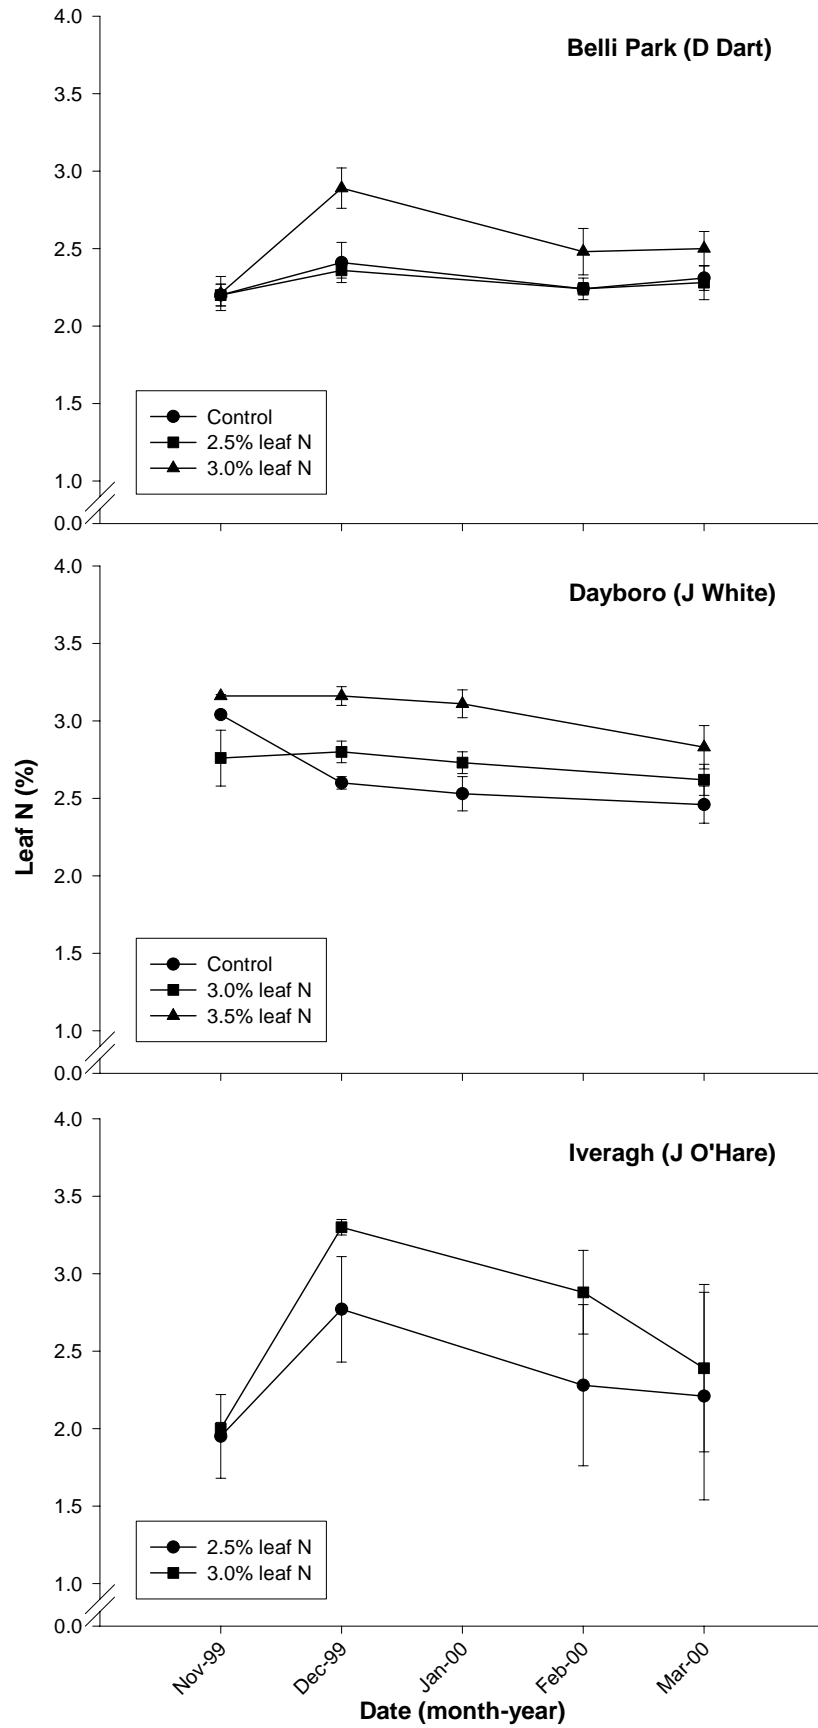 4.0
Belli Park (D Dart)
3.5
3.0
2.5
2.0
1.5
Control
2.5% leaf N
3.0% leaf N
1.0
0.0
4.0
Dayboro (J White)
3.5
3.0
2.5
2.0
1.5
Control
3.0% leaf N
3.5% leaf N
1.0
0.0
Leaf N (%)
4.0
Iveragh (J O'Hare)
3.5
3.0
2.5
2.0
1.5
2.5% leaf N
3.0% leaf N
1.0
0.0
Nov-99
Dec-99
Jan-00
Feb-00
Mar-00
Date (month-year)